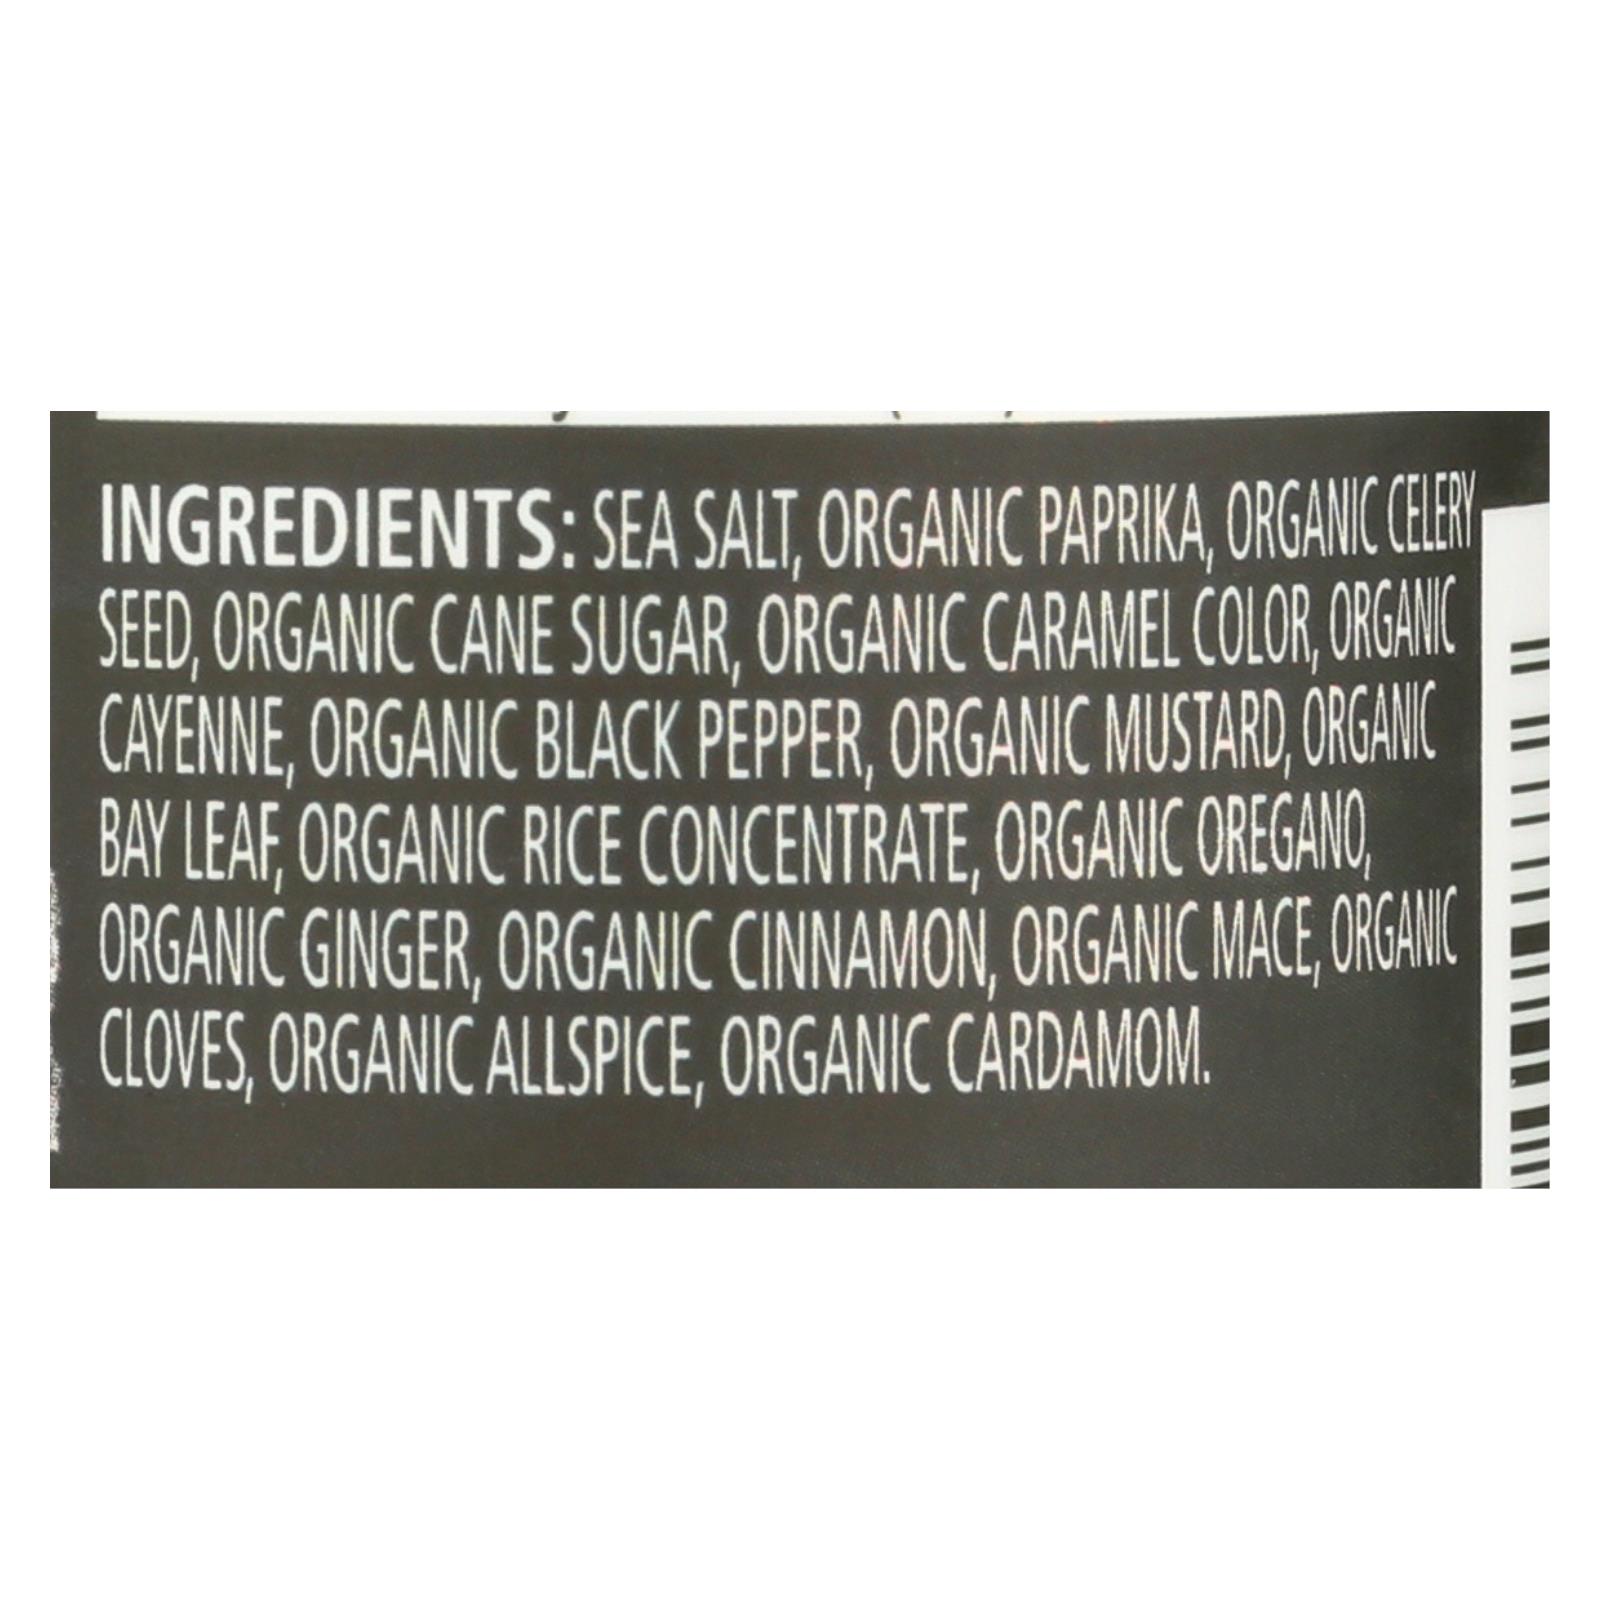 INGREDIENTS: SEA SALT, ORGANIC PAPRIKA, ORGANIC CELERY
SEED, ORGANIC CANE SUGAR, ORGANIC CARAMEL COLOR, ORGANIC
CAYENNE, ORGANIC BLACK PEPPER, ORGANIC MUSTARD, ORGANIC
BAY LEAF, ORGANIC RICE CONCENTRATE, ORGANIC OREGANO,
ORGANIC GINGER, ORGANIC CINNAMON, ORGANIC MACE, ORGANIC
CLOVES, ORGANIC ALLSPICE, ORGANIC CARDAMOM.